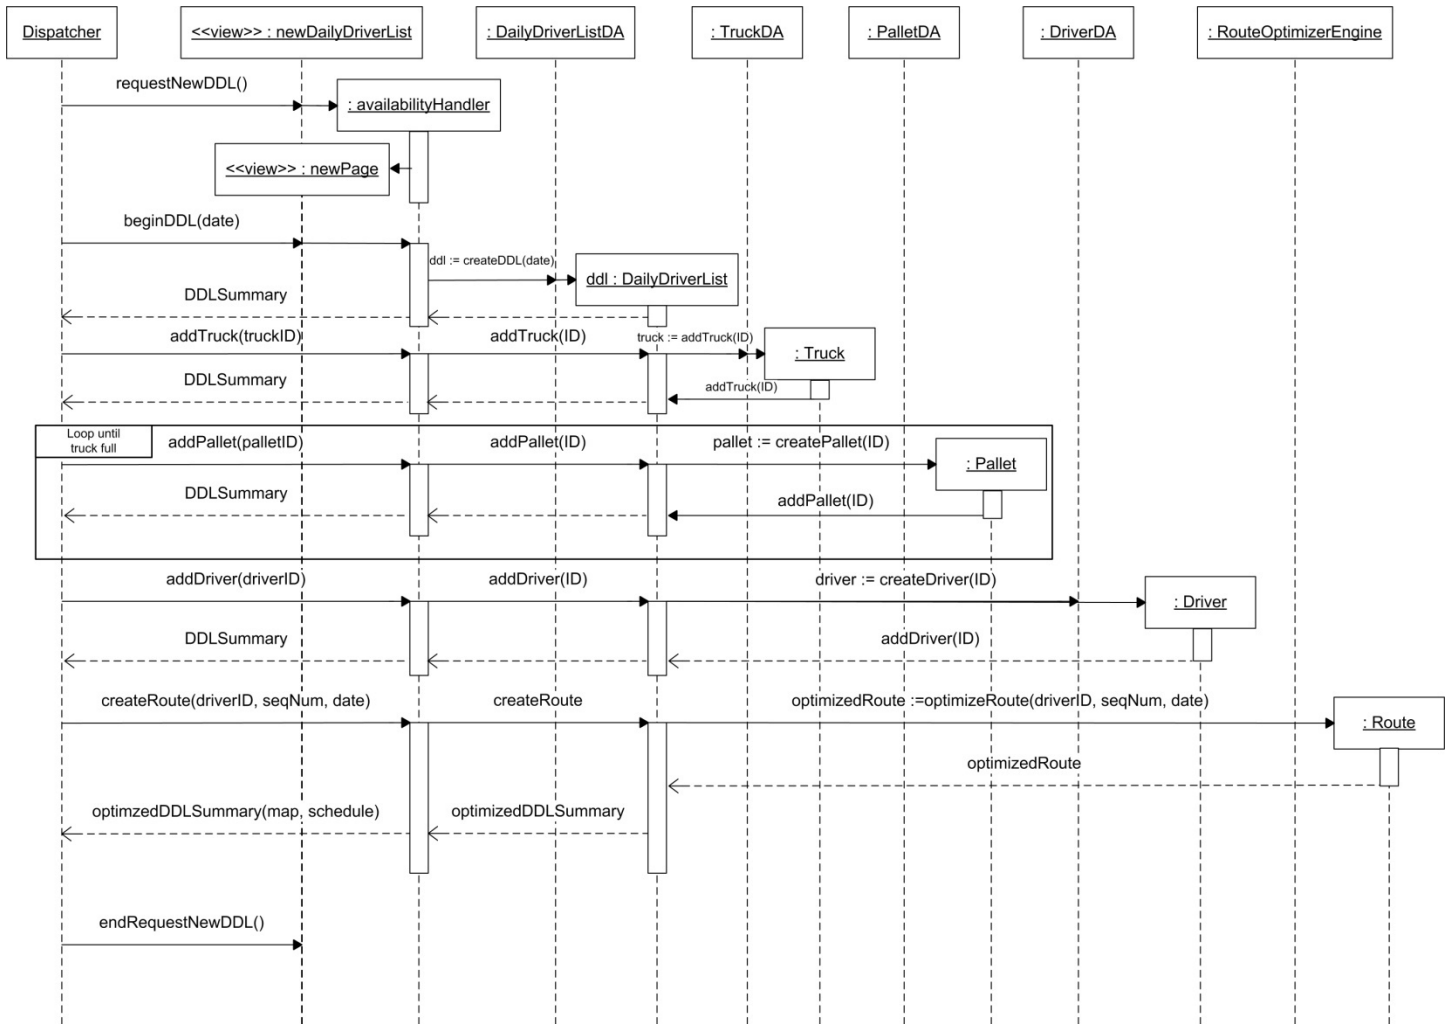 Dispatcher
<<view>> : newDailyDriverList
: DailyDriverListDA
: TruckDA
: PalletDA
: DriverDA
: RouteOptimizerEngine
requestNewDDL()
: availabilityHandler
<<view>> : newPage
beginDDL(date)
ddl := createDDL(date)
ddl : DailyDriverList
DDLSummary
addTruck(truckID)
addTruck(ID)
truck := addTruck(ID)
: Truck
DDLSummary
addTruck(ID)
Loop until
truck full
addPallet(palletID)
addPallet(ID)
pallet := createPallet(ID)
: Pallet
DDLSummary
addPallet(ID)
addDriver(driverID)
addDriver(ID)
driver := createDriver(ID)
: Driver
DDLSummary
addDriver(ID)
createRoute(driverID, seqNum, date)
createRoute
optimizedRoute :=optimizeRoute(driverID, seqNum, date)
: Route
optimizedRoute
optimzedDDLSummary(map, schedule)
optimizedDDLSummary
endRequestNewDDL()